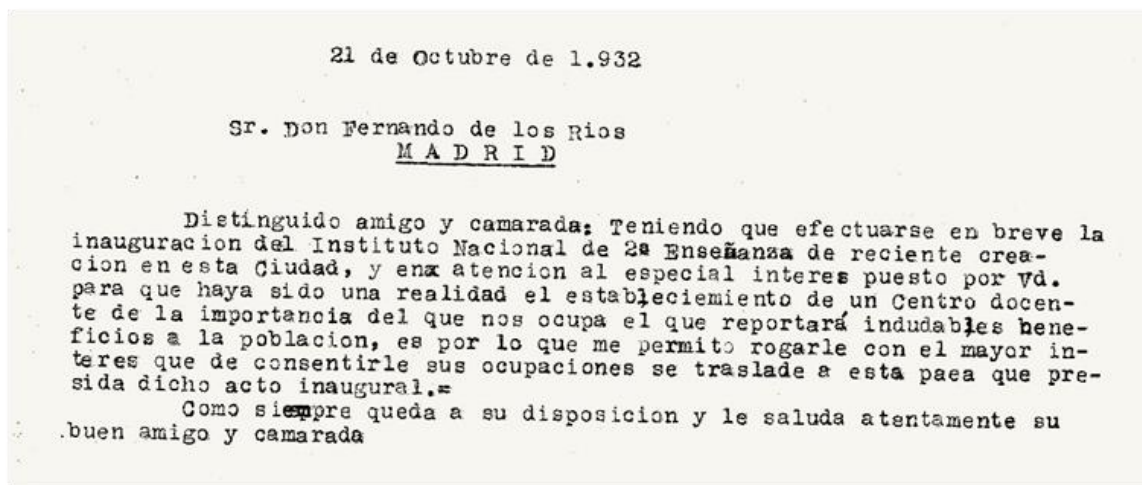 21 de Octubre de 1.932
Sr. Don Fernando de los Rios
M A D R I D
Distinguido amigo y camarada: Teniendo que efectuarse en breve la
inauguracion del Instituto Nacional de 2ª Enseñanza de reciente crea-
cion en esta Ciudad, y enx atencion al especial interes puesto por Vd.
para que haya sido una realidad el estableciemiento de un Centro docen-
te de la importancia del que nos ocupa el que reportará indudables bene-
ficios a la poblacion, es por lo que me permito rogarle con el mayor in-
teres que de consentirle sus ocupaciones se traslade a esta paea que pre-
sida dicho acto inaugural.=
Como siempre queda a su disposicion y le saluda atentamente su
buen amigo y camarada